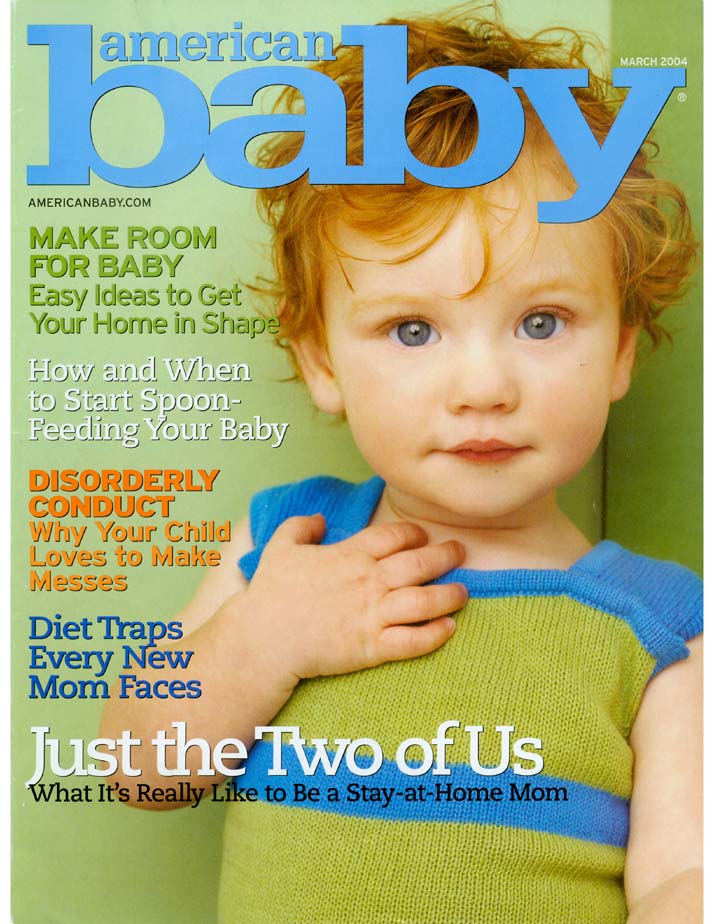 american
baby
MARCH 2004
®
AMERICANBABY.COM
MAKE ROOM
FOR BABY
Easy Ideas to Get
Your Home in Shape
How and When
to Start Spoon-
Feeding Your Baby
DISORDERLY
CONDUCT
Why Your Child
Loves to Make
Messes
Diet Traps
Every New
Mom Faces
Just the Two of Us
What It's Really Like to Be a Stay-at-Home Mom